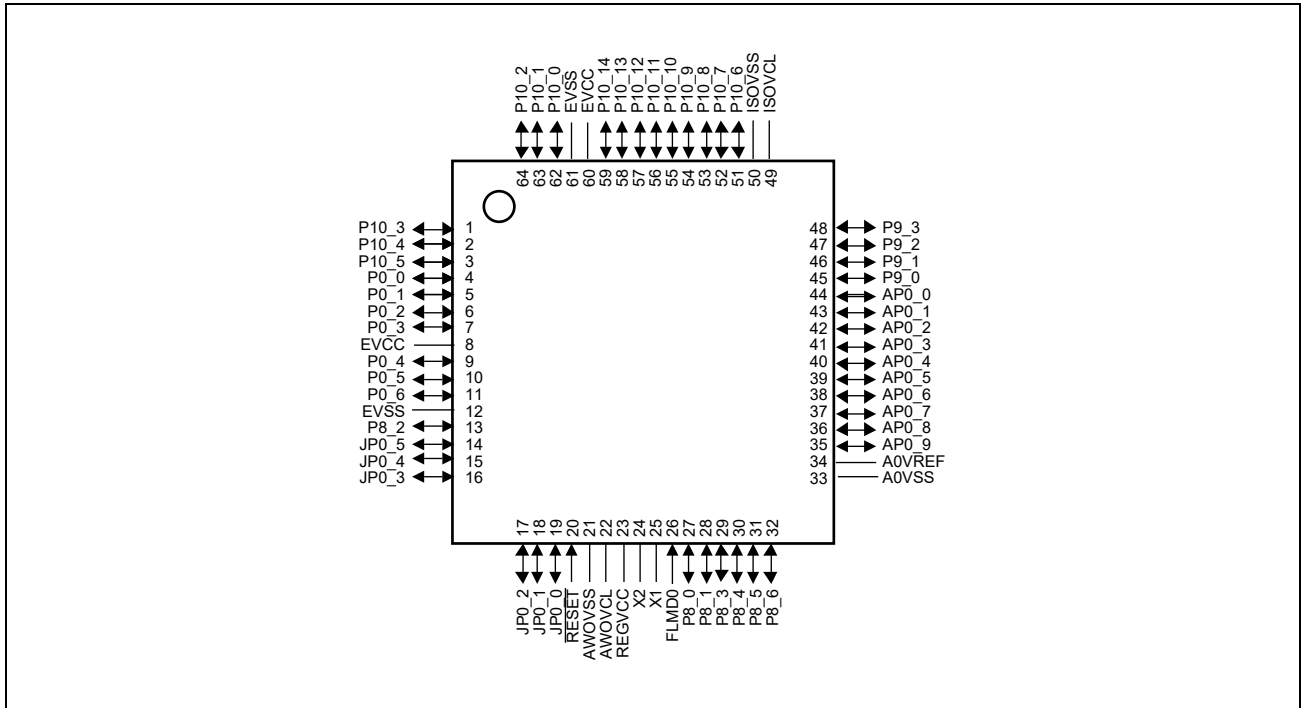 P10_2
P10_1
P10_0
EVSS
EVCC
P10_14
P10_13
P10_12
P10_11
P10_10
P10_9
P10_8
P10_7
P10_6
ISOVSS
ISOVCL
64
63
62
61
60
59
58
57
56
55
54
53
52
51
50
49
P10_3 1
P10_4 2
P10_5 3
P0_0 4
P0_1 5
P0_2 6
P0_3 7
EVCC 8
P0_4 9
P0_5 10
P0_6 11
EVSS 12
P8_2 13
JP0_5 14
JP0_4 15
JP0_3 16
48 P9_3
47 P9_2
46 P9_1
45 P9_0
44 AP0_0
43 AP0_1
42 AP0_2
41 AP0_3
40 AP0_4
39 AP0_5
38 AP0_6
37 AP0_7
36 AP0_8
35 AP0_9
34 A0VREF
33 A0VSS
17
18
19
20
21
22
23
24
25
26
27
28
29
30
31
32
JP0_2
JP0_1
JP0_0
RESET
AWOVSS
AWOVCL
REGVCC
X2
X1
FLMD0
P8_0
P8_1
P8_3
P8_4
P8_5
P8_6